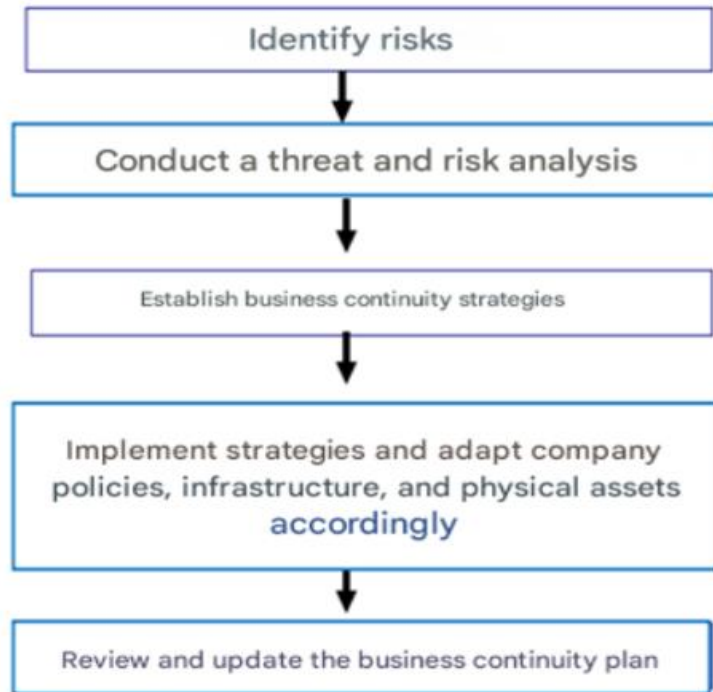 Identify risks
Conduct a threat and risk analysis
Establish business continuity strategies
Implement strategies and adapt company
policies, infrastructure, and physical assets
accordingly
Review and update the business continuity plan